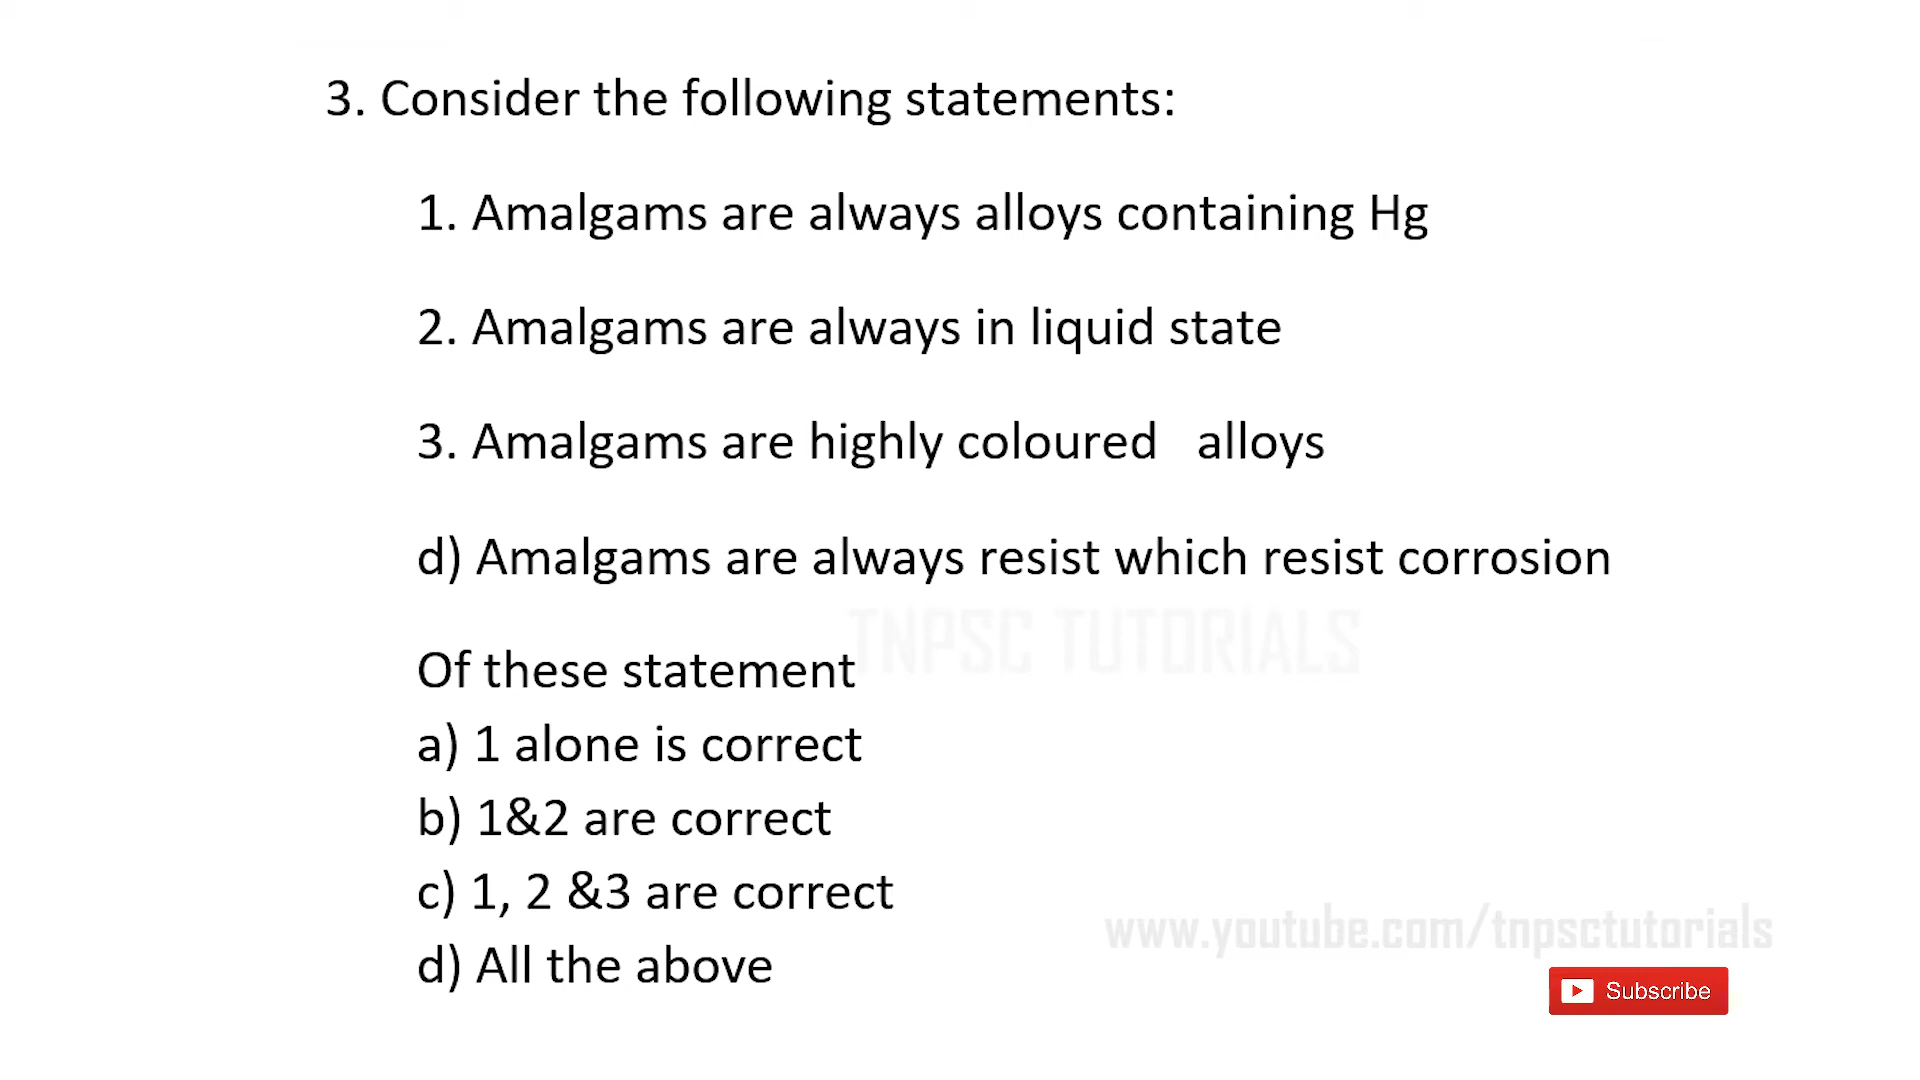 3. Consider the following statements:
1. Amalgams are always alloys containing Hg
2. Amalgams are always in liquid state
3. Amalgams are highly coloured alloys
d) Amalgams are always resist which resist corrosion
TNPSC TUTORIALS
Of these statement
a) 1 alone is correct
b) 1&2 are correct
c) 1, 2 &3 are correct
www.youtube.com/tnpsctutorials
d) All the above
Subscribe